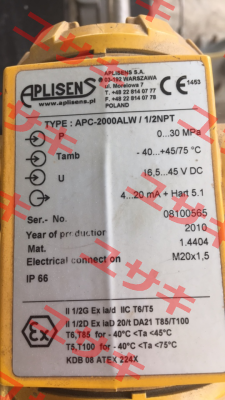 APLISENS
www.aplisens.pl
APLISENS S.A.
03-192 WARSZAWA
ul. Morelowa 7
T. +48 22 814 07 77
F. +48 22 814 07 78
POLAND
CE 1453
TYPE : APC-2000ALW / 1/2NPT
P 0...30 MPa
Tamb - 40...+45/75 °C
U 16,5...45 V DC
4...20 mA + Hart 5.1
Ser.- No. 08100565
Year of production 2010
Mat. 1.4404
Electrical connection M20x1,5
IP 66
Ex
II 1/2G Ex ia/d IIC T6/T5
II 1/2D Ex iaD 20/t DA21 T85/T100
T6,T85 for - 40°C <Ta <45°C
T5,T100 for - 40°C <Ta <75°C
KDB 08 ATEX 224X
ЮСАКИ